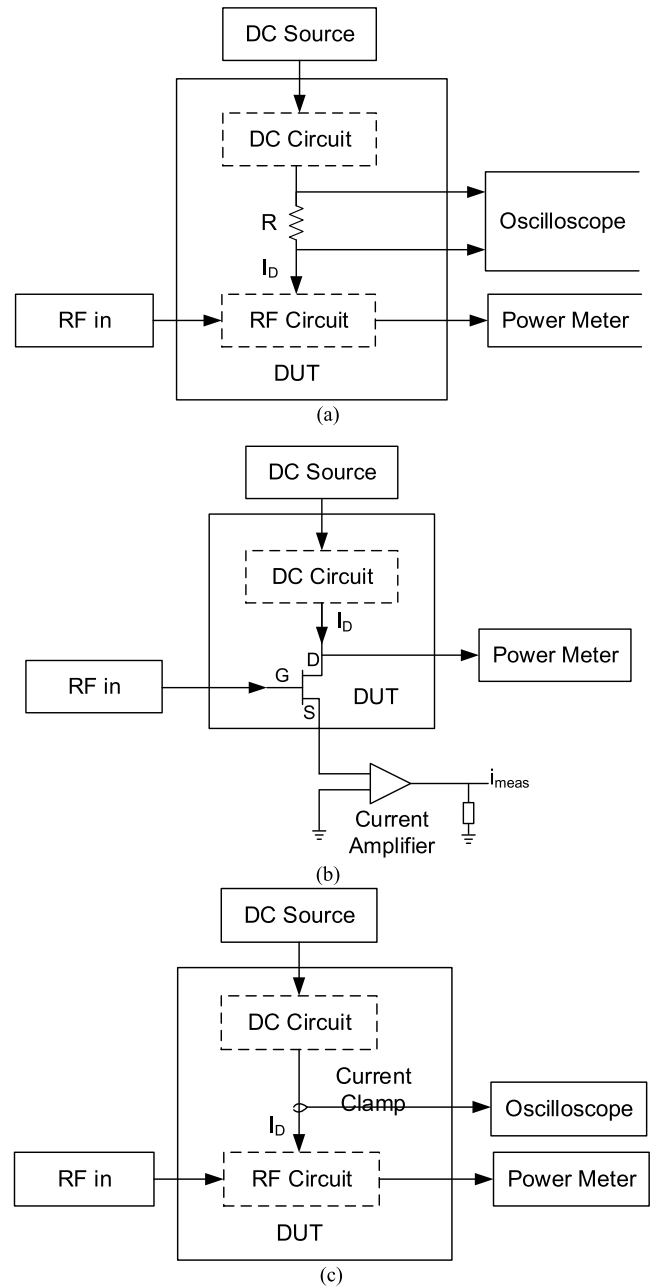 DC Source
DC Circuit
R
Oscilloscope
I_D
RF in
RF Circuit
Power Meter
DUT
(a)
DC Source
DC Circuit
I_D
D
Power Meter
RF in
G
DUT
S
i_meas
Current
Amplifier
(b)
DC Source
DC Circuit
Current
Clamp
Oscilloscope
I_D
RF in
RF Circuit
Power Meter
DUT
(c)